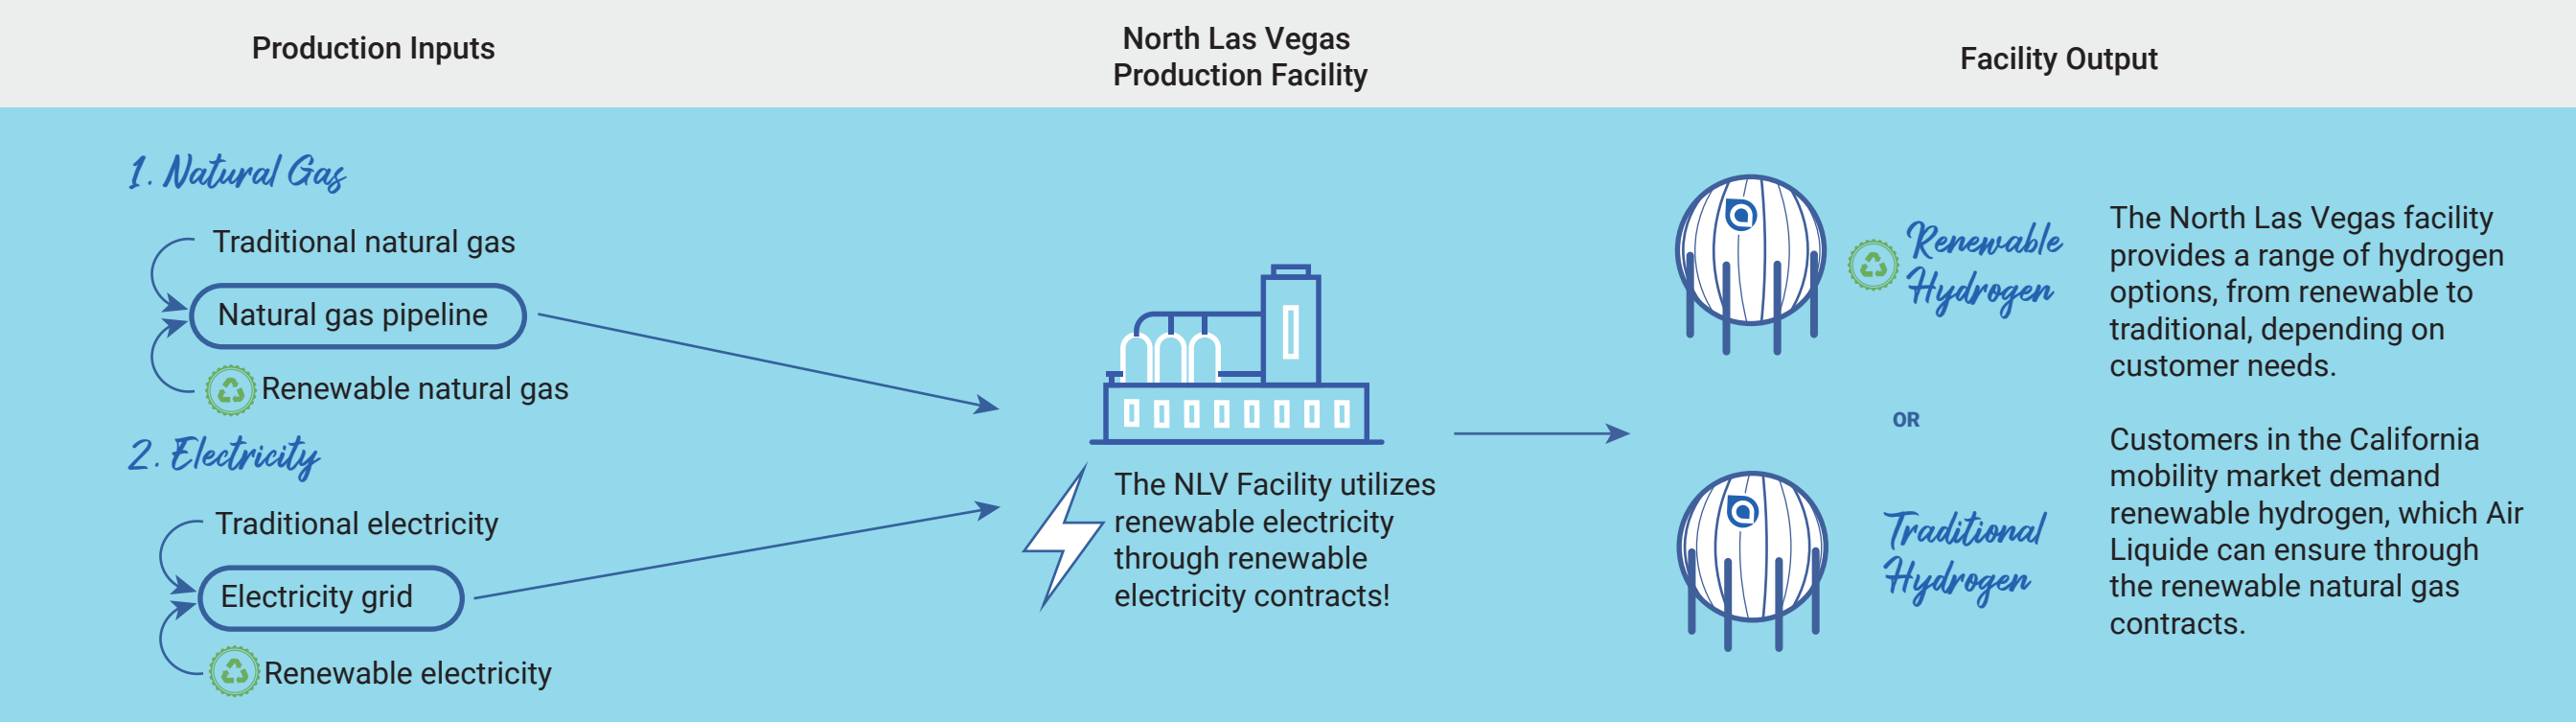 Production Inputs
North Las Vegas
Production Facility
Facility Output
1. Natural Gas
Traditional natural gas
Natural gas pipeline
Renewable natural gas
2. Electricity
Traditional electricity
Electricity grid
Renewable electricity
The NLV Facility utilizes
renewable electricity
through renewable
electricity contracts!
Renewable
Hydrogen
OR
Traditional
Hydrogen
The North Las Vegas facility
provides a range of hydrogen
options, from renewable to
traditional, depending on
customer needs.
Customers in the California
mobility market demand
renewable hydrogen, which Air
Liquide can ensure through
the renewable natural gas
contracts.